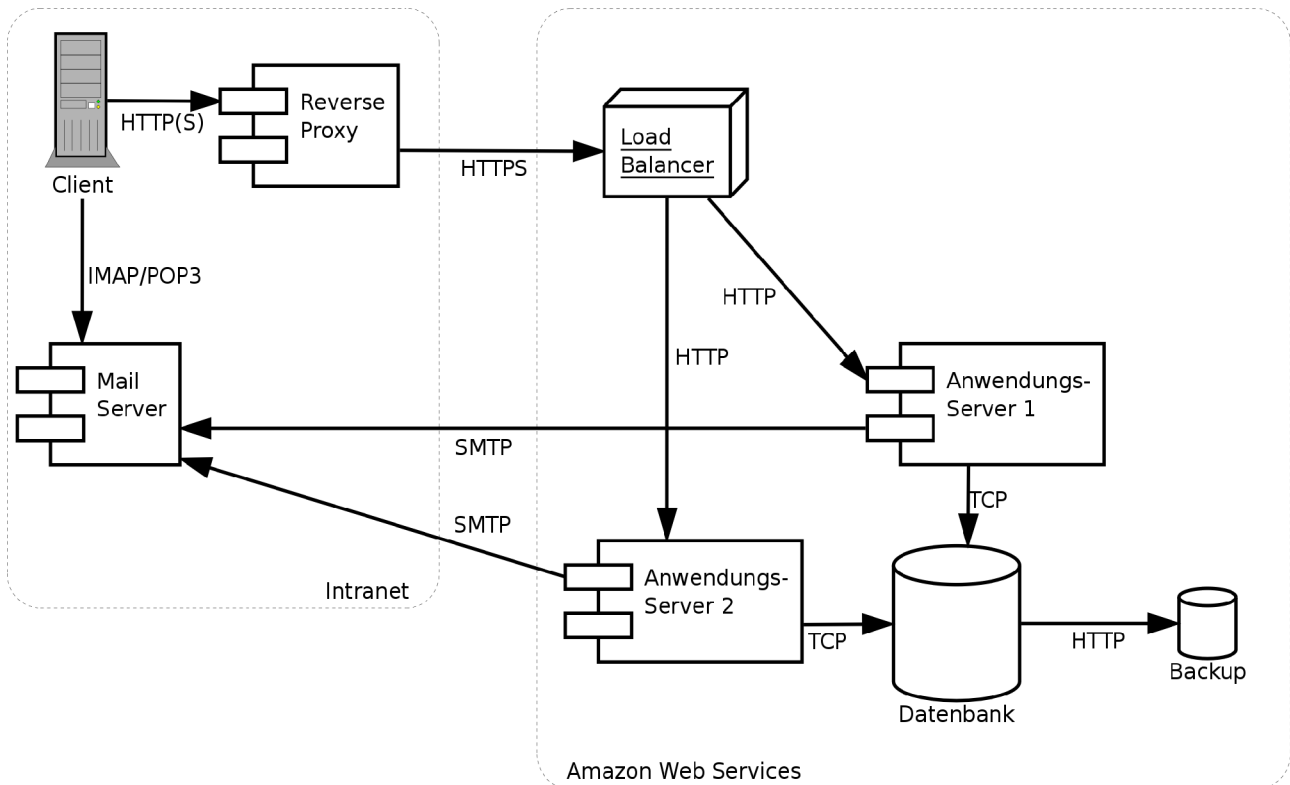 Reverse
Proxy
HTTP(S)
Client
HTTPS
Load
Balancer
IMAP/POP3
HTTP
HTTP
Mail
Server
Anwendungs-
Server 1
SMTP
TCP
SMTP
Anwendungs-
Server 2
TCP
HTTP
Intranet
Backup
Datenbank
Amazon Web Services